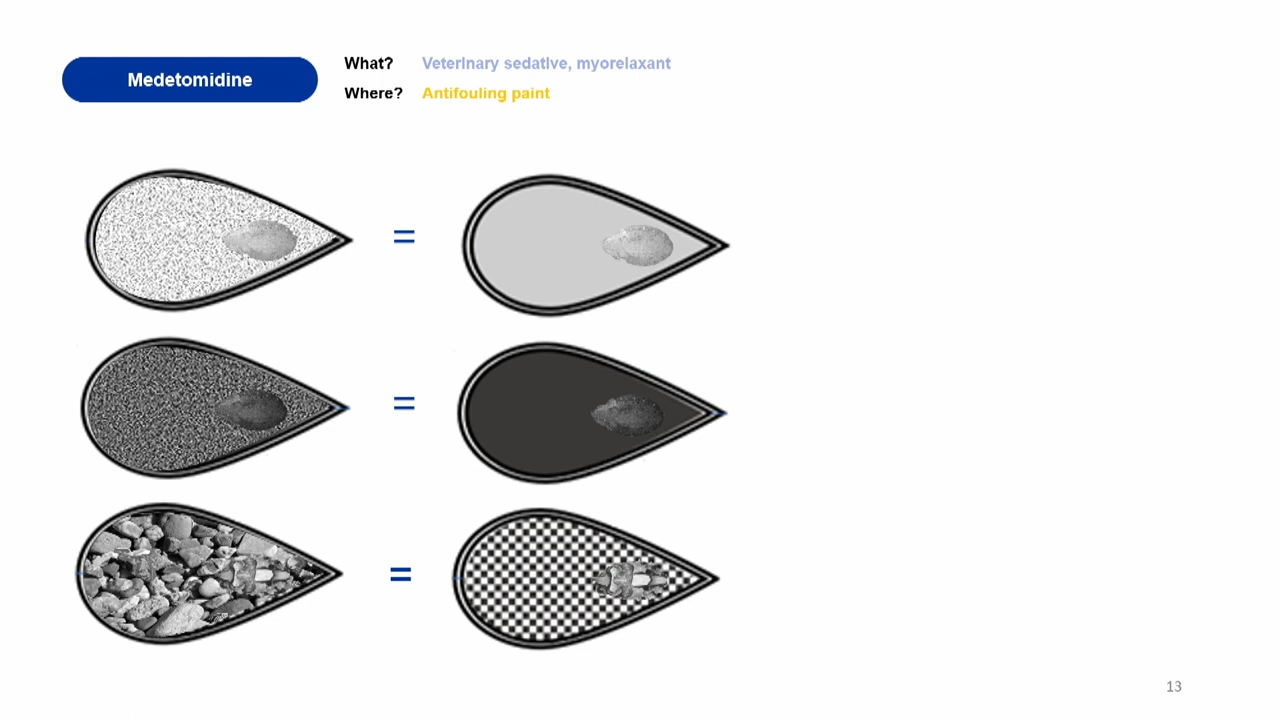 Medetomidine
What? Veterinary sedative, myorelaxant
Where? Antifouling paint
=
=
=
13